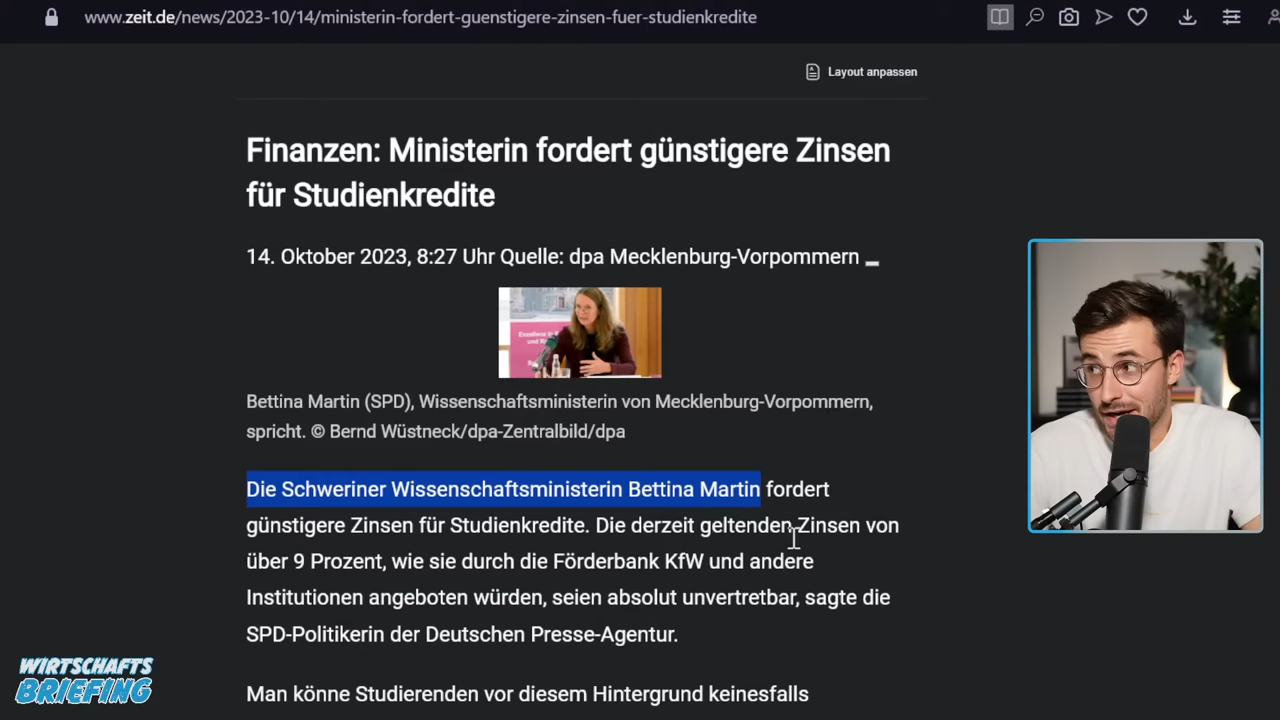 www.zeit.de/news/2023-10/14/ministerin-fordert-guenstigere-zinsen-fuer-studienkredite
Layout anpassen
Finanzen: Ministerin fordert günstigere Zinsen
für Studienkredite
14. Oktober 2023, 8:27 Uhr Quelle: dpa Mecklenburg-Vorpommern
Bettina Martin (SPD), Wissenschaftsministerin von Mecklenburg-Vorpommern,
spricht. © Bernd Wüstneck/dpa-Zentralbild/dpa
Die Schweriner Wissenschaftsministerin Bettina Martin fordert
günstigere Zinsen für Studienkredite. Die derzeit geltenden Zinsen von
über 9 Prozent, wie sie durch die Förderbank KfW und andere
Institutionen angeboten würden, seien absolut unvertretbar, sagte die
SPD-Politikerin der Deutschen Presse-Agentur.
Man könne Studierenden vor diesem Hintergrund keinesfalls
WIRTSCHAFTS
BRIEFING